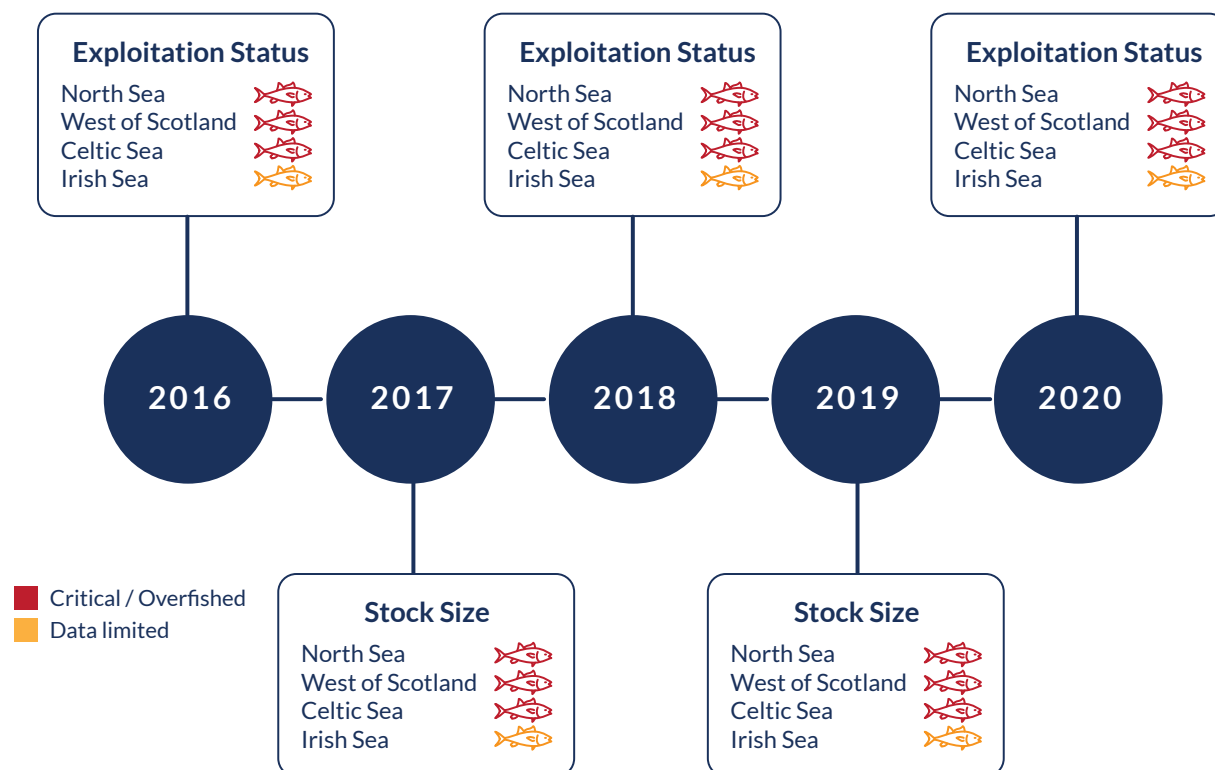 Exploitation Status
North Sea
West of Scotland
Celtic Sea
Irish Sea
Exploitation Status
North Sea
West of Scotland
Celtic Sea
Irish Sea
Exploitation Status
North Sea
West of Scotland
Celtic Sea
Irish Sea
2016
2017
2018
2019
2020
Critical / Overfished
Data limited
Stock Size
North Sea
West of Scotland
Celtic Sea
Irish Sea
Stock Size
North Sea
West of Scotland
Celtic Sea
Irish Sea